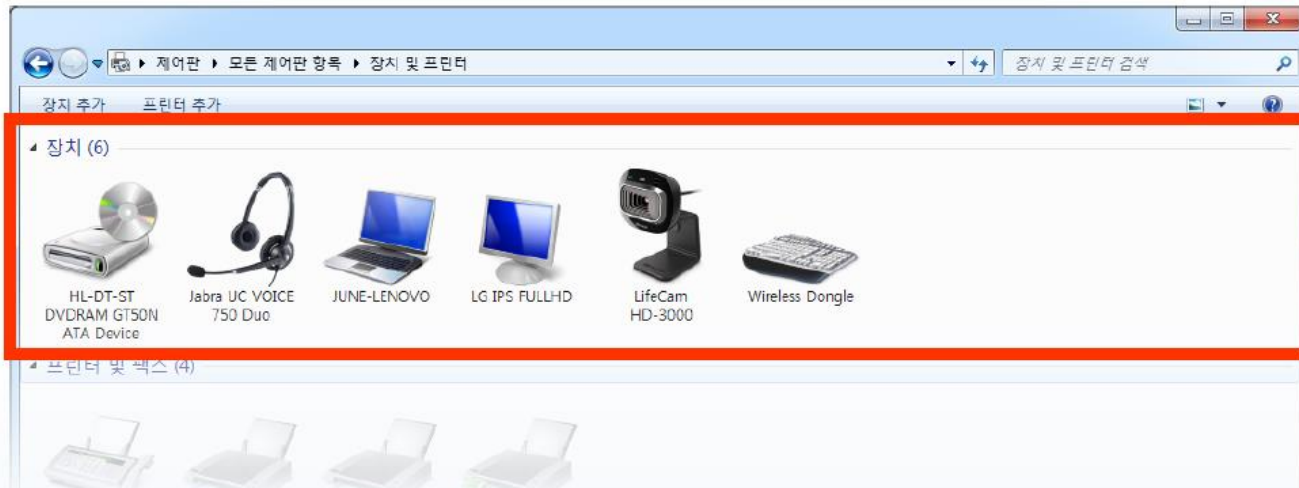 제어판 ▸ 모든 제어판 항목 ▸ 장치 및 프린터
장치 및 프린터 검색
장치 추가 프린터 추가
장치 (6)
HL-DT-ST
DVDRAM GT50N
ATA Device
Jabra UC VOICE
750 Duo
JUNE-LENOVO
LG IPS FULLHD
LifeCam
HD-3000
Wireless Dongle
프린터 및 팩스 (4)